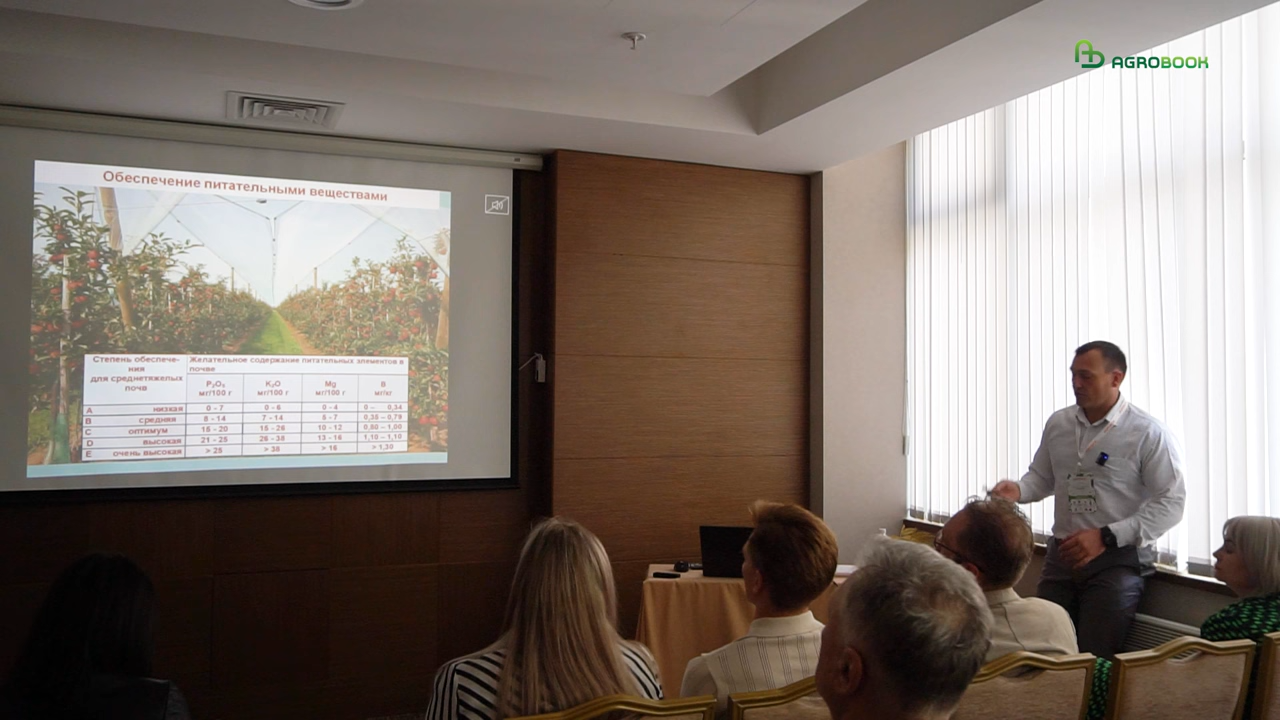 AGROBOOK
Обеспечение питательными веществами
Степень обеспече-
ния
для среднетяжелых
почв
Желательное содержание питательных элементов в
почве
P₂O₅
мг/100 г
K₂O
мг/100 г
Mg
мг/100 г
B
мг/кг
A низкая 0 - 7 0 - 6 0 - 4 0 – 0,34
B средняя 8 - 14 7 - 14 5 - 7 0,35 – 0,79
C оптимум 15 - 20 15 - 25 10 - 12 0,80 – 1,00
D высокая 21 - 25 26 - 38 13 - 16 1,10 – 1,10
E очень высокая > 25 > 38 > 16 > 1,30